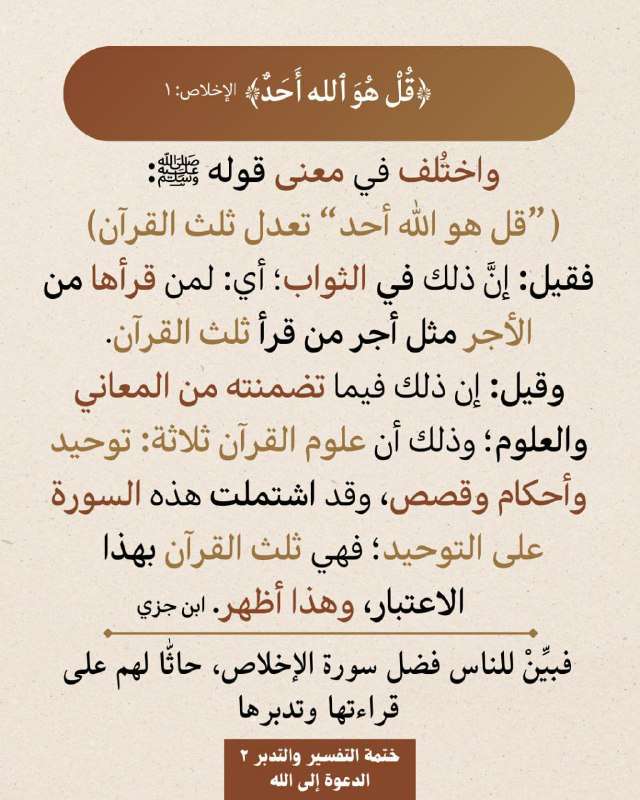 ﴿قُلْ هُوَ ٱلله أَحَدٌ﴾ الإخلاص: ١
واختُلف في معنى قوله ﷺ:
(”قل هو الله أحد“ تعدل ثلث القرآن)
فقيل: إنَّ ذلك في الثواب؛ أي: لمن قرأها من
الأجر مثل أجر من قرأ ثلث القرآن.
وقيل: إن ذلك فيما تضمنته من المعاني
والعلوم؛ وذلك أن علوم القرآن ثلاثة: توحيد
وأحكام وقصص، وقد اشتملت هذه السورة
على التوحيد؛ فهي ثلث القرآن بهذا
الاعتبار، وهذا أظهر. ابن جزي
فبيِّنْ للناس فضل سورة الإخلاص، حاثًّا لهم على
قراءتها وتدبرها
ختمة التفسير والتدبر ٢
الدعوة إلى الله